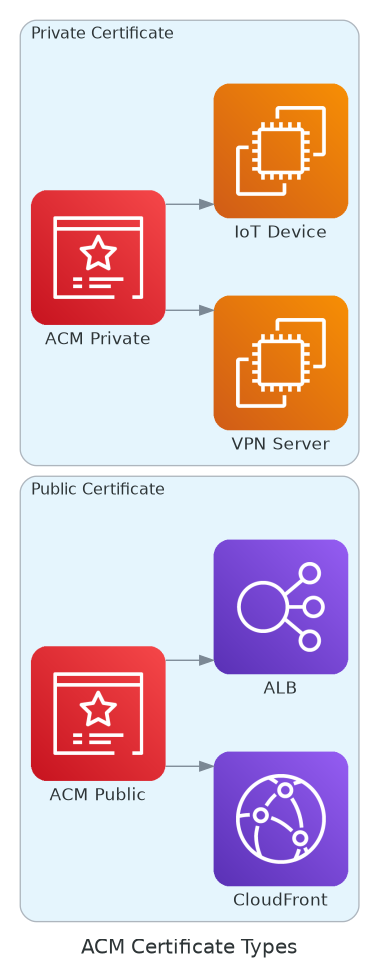 Private Certificate
IoT Device
ACM Private
VPN Server
Public Certificate
ALB
ACM Public
CloudFront
ACM Certificate Types